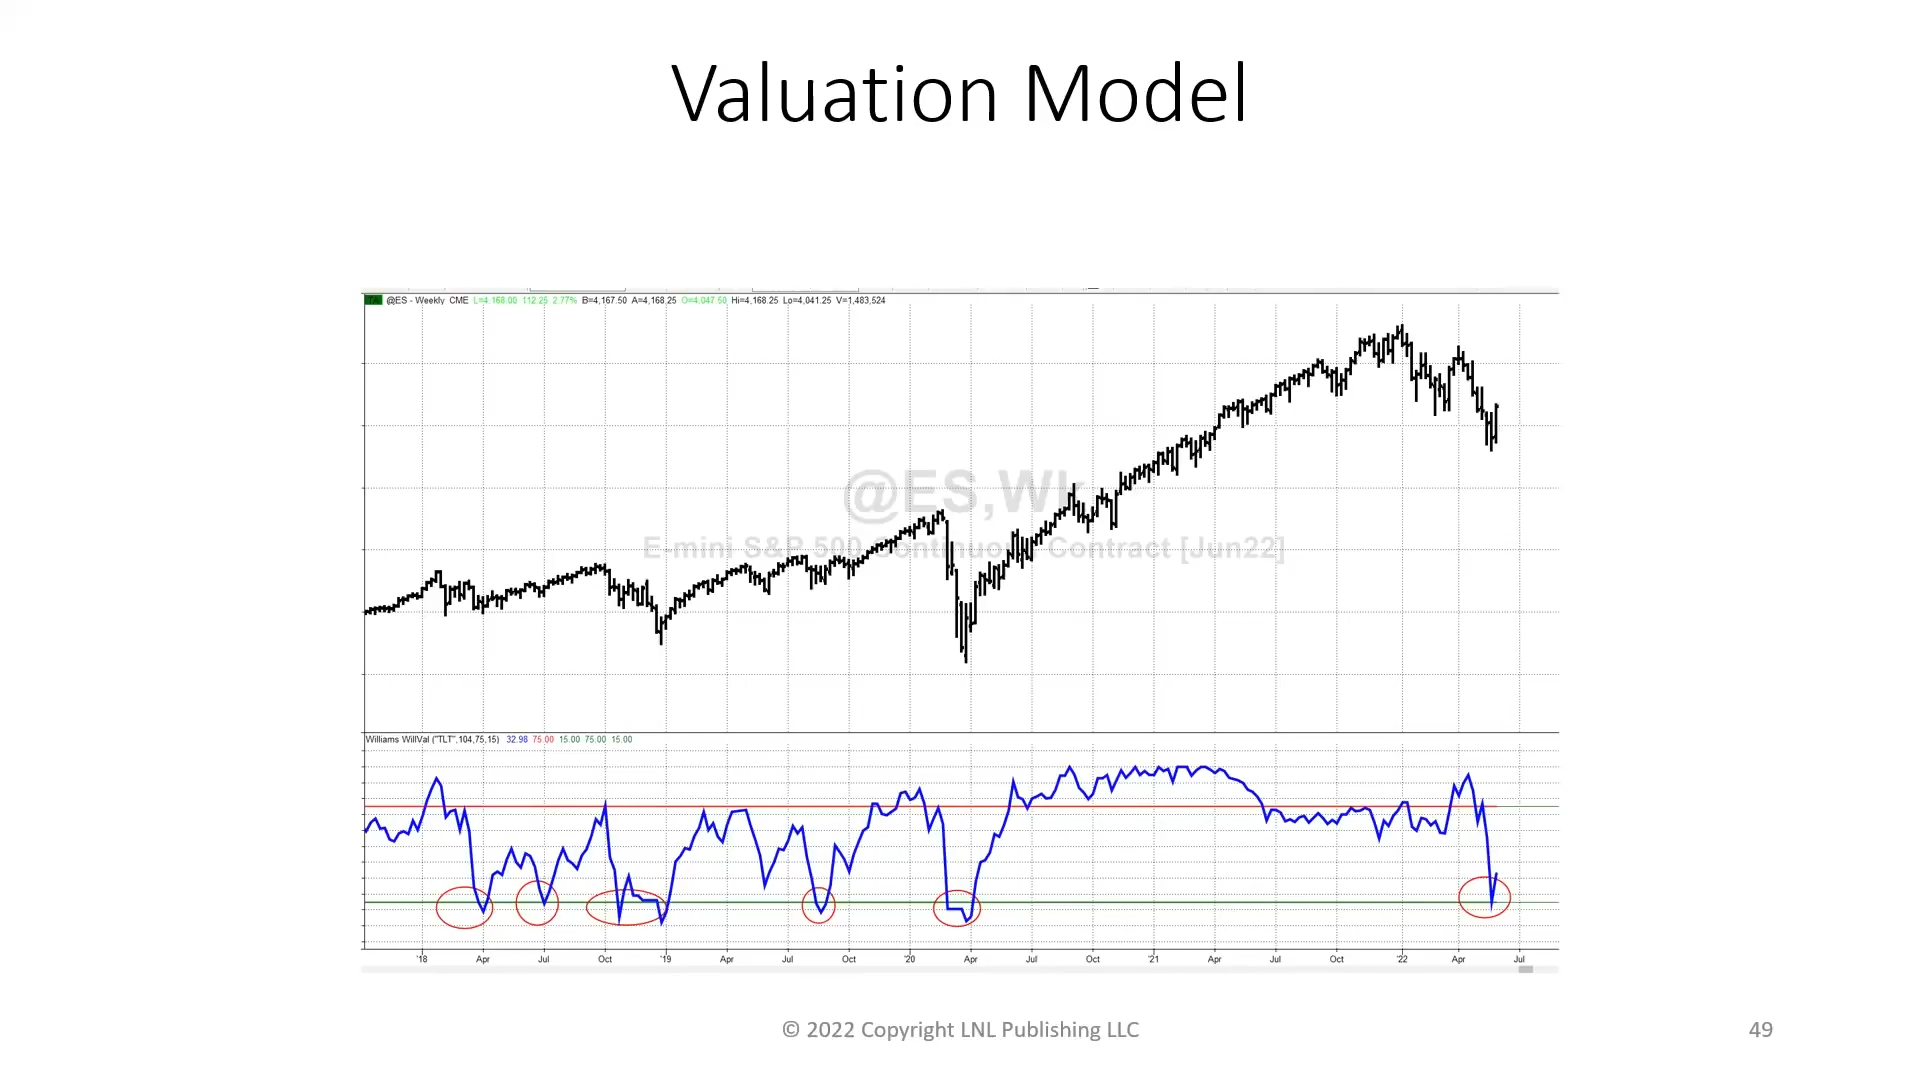 Valuation Model
@ES - Weekly CME L=4,168.00 112.25 2.77% B=4,167.50 A=4,168.25 O=4,047.50 Hi=4,168.25 Lo=4,041.25 V=1,483,524
@ES,Wk
E-mini S&P 500 Continuous Contract [Jun22]
Williams WillVal ("TLT",104,75,15) 32.98 75.00 15.00 75.00 15.00
'18 Apr Jul Oct '19 Apr Jul Oct '20 Apr Jul Oct '21 Apr Jul Oct '22 Apr Jul
© 2022 Copyright LNL Publishing LLC
49